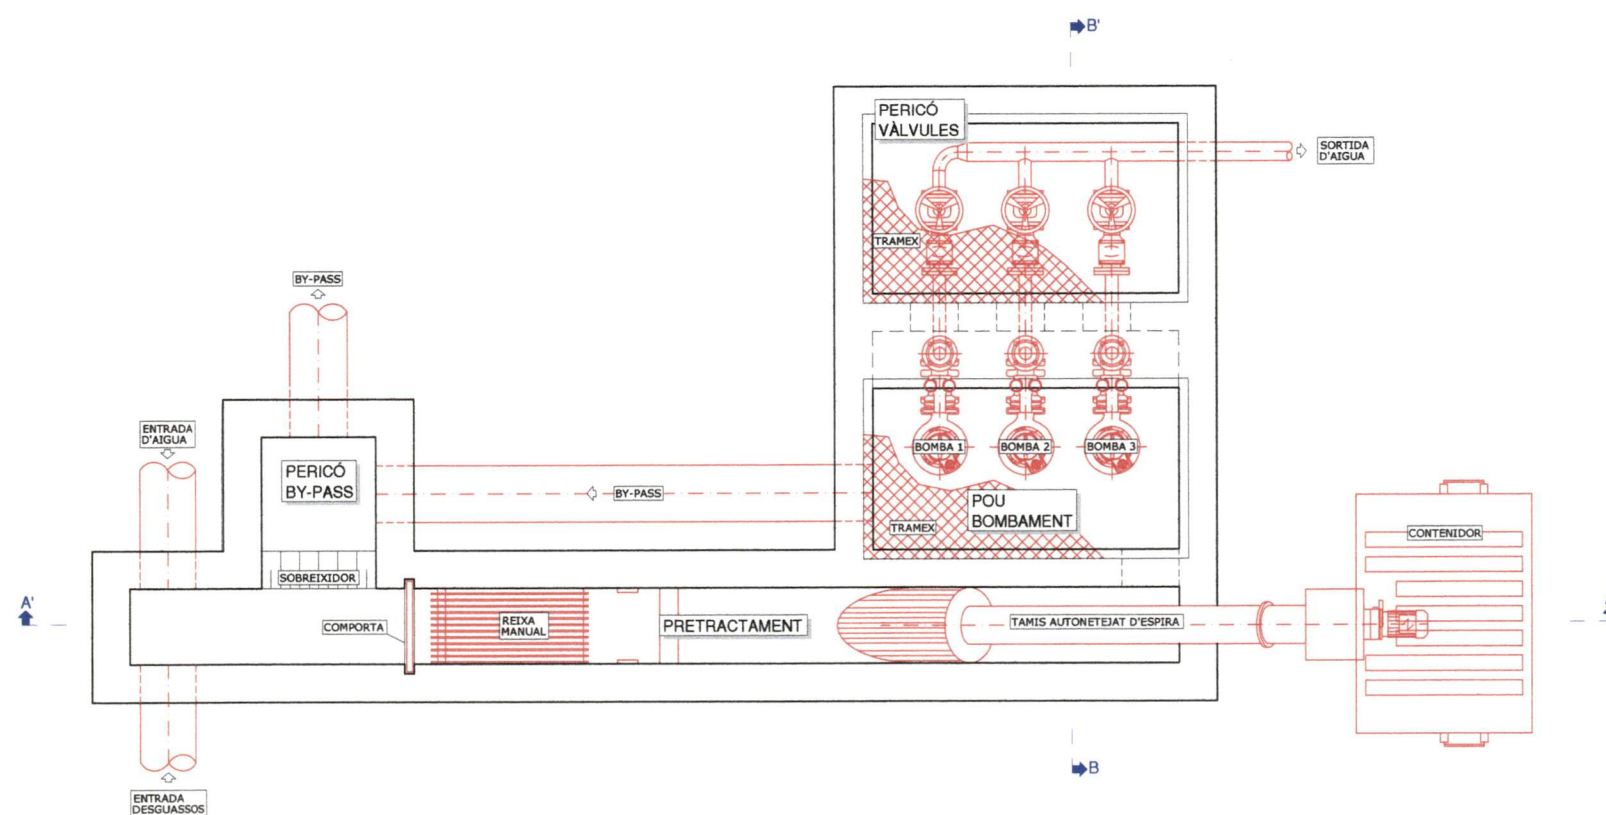 B'
PERICÓ
VÀLVULES
SORTIDA
D'AIGUA
TRAMEX
BY-PASS
ENTRADA
D'AIGUA
PERICÓ
BY-PASS
BY-PASS
BOMBA 1
BOMBA 2
BOMBA 3
POU
BOMBAMENT
TRAMEX
CONTENIDOR
SOBREIXIDOR
A'
COMPORTA
REIXA
MANUAL
PRETRACTAMENT
TAMIS AUTONETEJAT D'ESPIRA
B
ENTRADA
DESGUASSOS